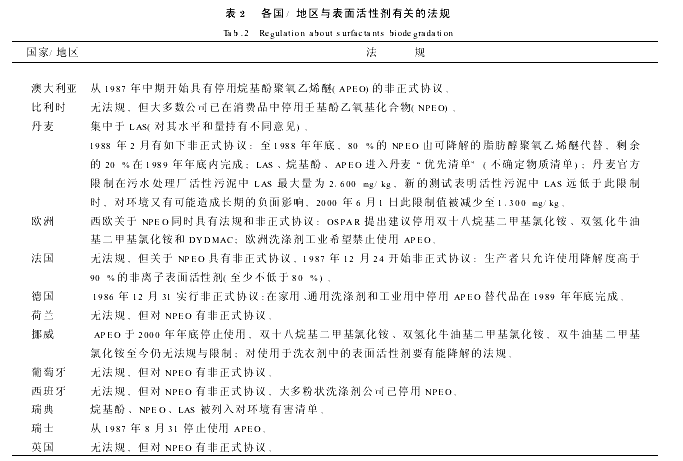 表 2 各国/ 地区与表面活性剂有关的法规
Tab.2 Regulation about surfactants biodegradation
国家/地区 法 规
澳大利亚 从 1987 年中期开始具有停用烷基酚聚氧乙烯醚( APEO) 的非正式协议。
比利时 无法规，但大多数公司已在消费品中停用壬基酚乙氧基化合物( NPEO) 。
丹麦 集中于 LAS( 对其水平和量持有不同意见) 。
1988 年 2 月有如下非正式协议：至 1988 年年底，80 %的 NPEO 由可降解的脂肪醇聚氧乙烯醚代替，剩余
的 20 %在 1989 年年底内完成；LAS 、烷基酚、APEO 进入丹麦 “ 优先清单” ( 不确定物质清单) ；丹麦官方
限制在污水处理厂活性污泥中 LAS 最大量为 2. 600 mg/ kg，新的测试表明活性污泥中 LAS 远低于此限制
时，对环境又有可能造成长期的负面影响，2000 年 6 月 1 日此限制值被减少至 1. 300 mg/ kg 。
欧洲 西欧关于 NPEO 同时具有法规和非正式协议：OSPAR 提出建议停用双十八烷基二甲基氯化铵、双氢化牛油
基二甲基氯化铵和 DYDMAC；欧洲洗涤剂工业希望禁止使用 APEO。
法国 无法规，但关于 NPEO 具有非正式协议，1987 年 12 月 24 开始非正式协议：生产者只允许使用降解度高于
90 %的非离子表面活性剂( 至少不低于 80 %) 。
德国 1986 年 12 月 31 实行非正式协议：在家用、通用洗涤剂和工业用中停用 APEO 替代品在 1989 年年底完成。
荷兰 无法规，但对 NPEO 有非正式协议。
挪威 APEO 于 2000 年年底停止使用，双十八烷基二甲基氯化铵、双氢化牛油基二甲基氯化铵，双牛油基二甲基
氯化铵至今仍无法规与限制；对使用于洗衣剂中的表面活性剂要有能降解的法规。
葡萄牙 无法规，但对 NPEO 有非正式协议。
西班牙 无法规，但对 NPEO 有非正式协议，大多粉状洗涤剂公司已停用 NPEO。
瑞典 烷基酚、NPEO 、LAS 被列入对环境有害清单。
瑞士 从 1987 年 8 月 31 停止使用 APEO。
英国 无法规，但对 NPEO 有非正式协议。